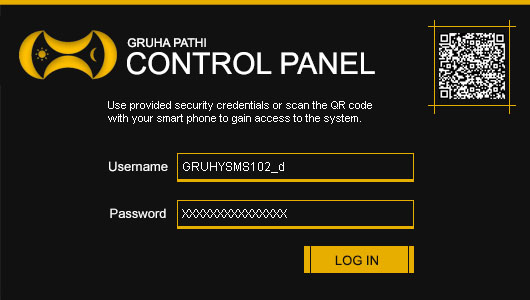 GRUHA PATHI
CONTROL PANEL
Use provided security credentials or scan the QR code
with your smart phone to gain access to the system.
Username
GRUHYSMS102_d
Password
XXXXXXXXXXXXXXX
LOG IN